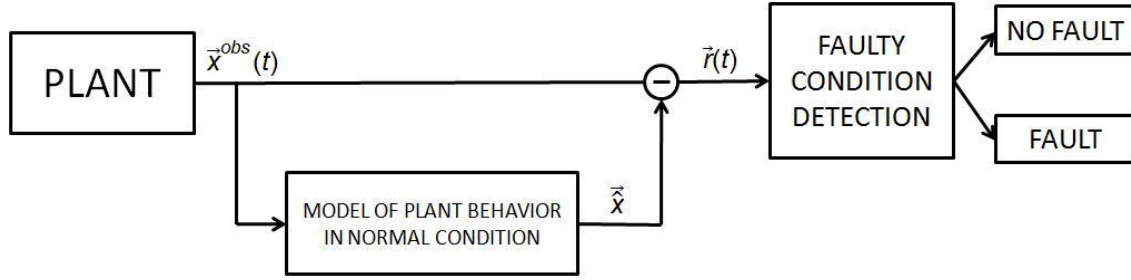 PLANT
x⃗ᵒᵇˢ(t)
−
r⃗(t)
FAULTY
CONDITION
DETECTION
NO FAULT
FAULT
MODEL OF PLANT BEHAVIOR
IN NORMAL CONDITION
x̂⃗